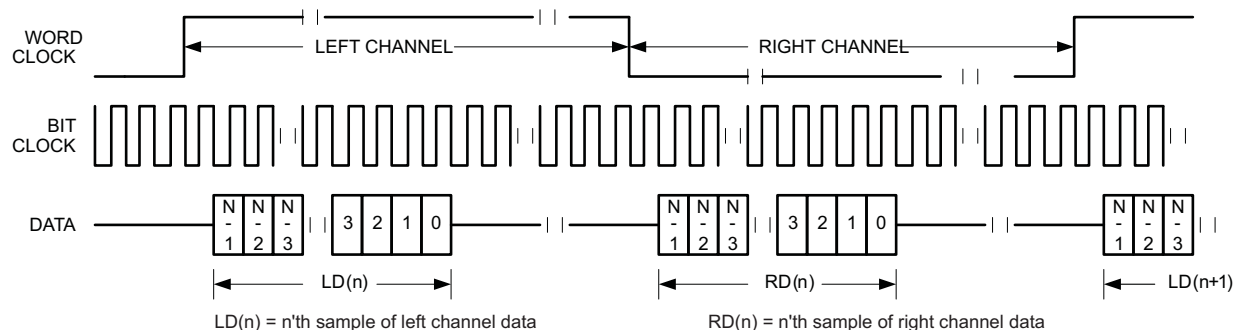 WORD
CLOCK
LEFT CHANNEL
RIGHT CHANNEL
BIT
CLOCK
DATA
N-1 N-2 N-3 3 2 1 0 N-1 N-2 N-3 3 2 1 0 N-1 N-2 N-3
LD(n) RD(n) LD(n+1)
LD(n) = n'th sample of left channel data
RD(n) = n'th sample of right channel data